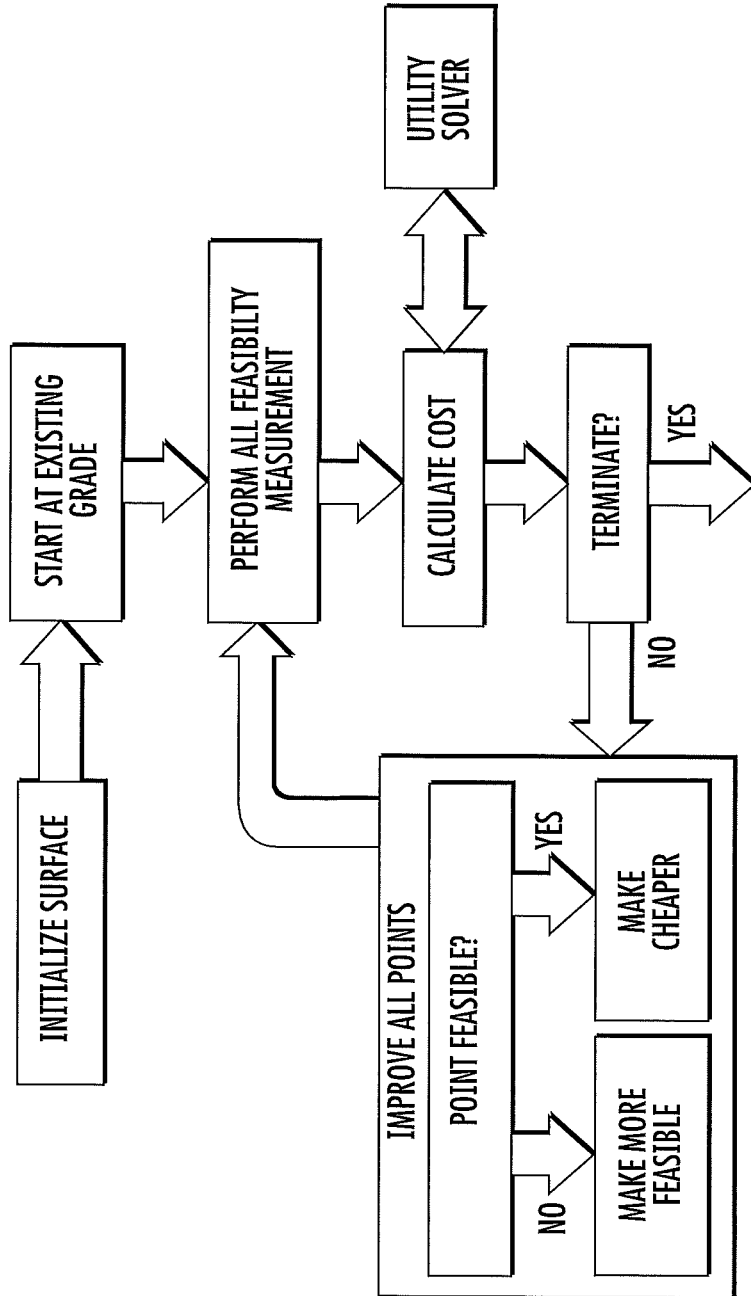 INITIALIZE SURFACE
START AT EXISTING
GRADE
PERFORM ALL FEASIBILTY
MEASUREMENT
CALCULATE COST
UTILITY
SOLVER
TERMINATE?
NO
YES
IMPROVE ALL POINTS
POINT FEASIBLE?
NO
YES
MAKE MORE
FEASIBLE
MAKE
CHEAPER